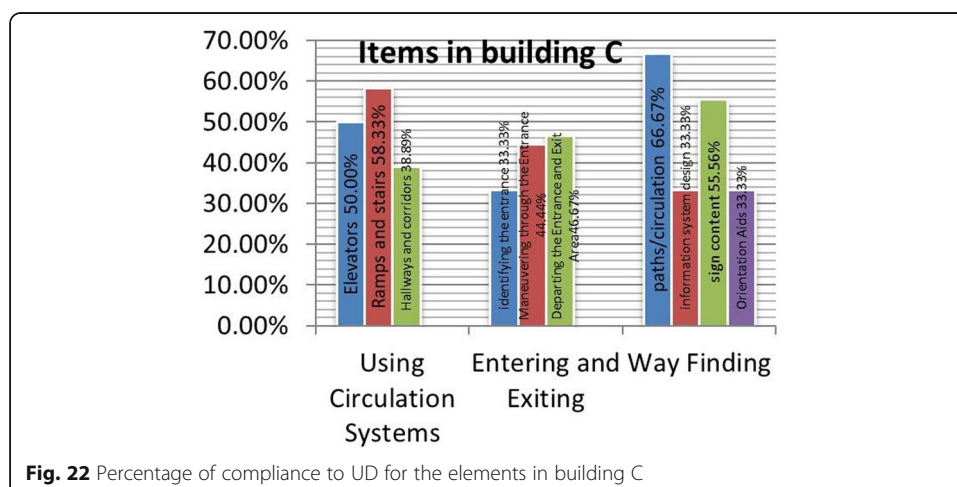 Items in building C
70.00%
60.00%
50.00%
40.00%
30.00%
20.00%
10.00%
0.00%
Elevators 50.00%
Ramps and stairs 58.33%
Hallways and corridors 38.89%
identifying the entrance 33.33%
Maneuvering through the Entrance
44.44%
Departing the Entrance and Exit
Area46.67%
paths/circulation 66.67%
information system design 33.33%
sign content 55.56%
Orientation Aids 33.33%
Using
Circulation
Systems
Entering and
Exiting
Way Finding
Fig. 22 Percentage of compliance to UD for the elements in building C